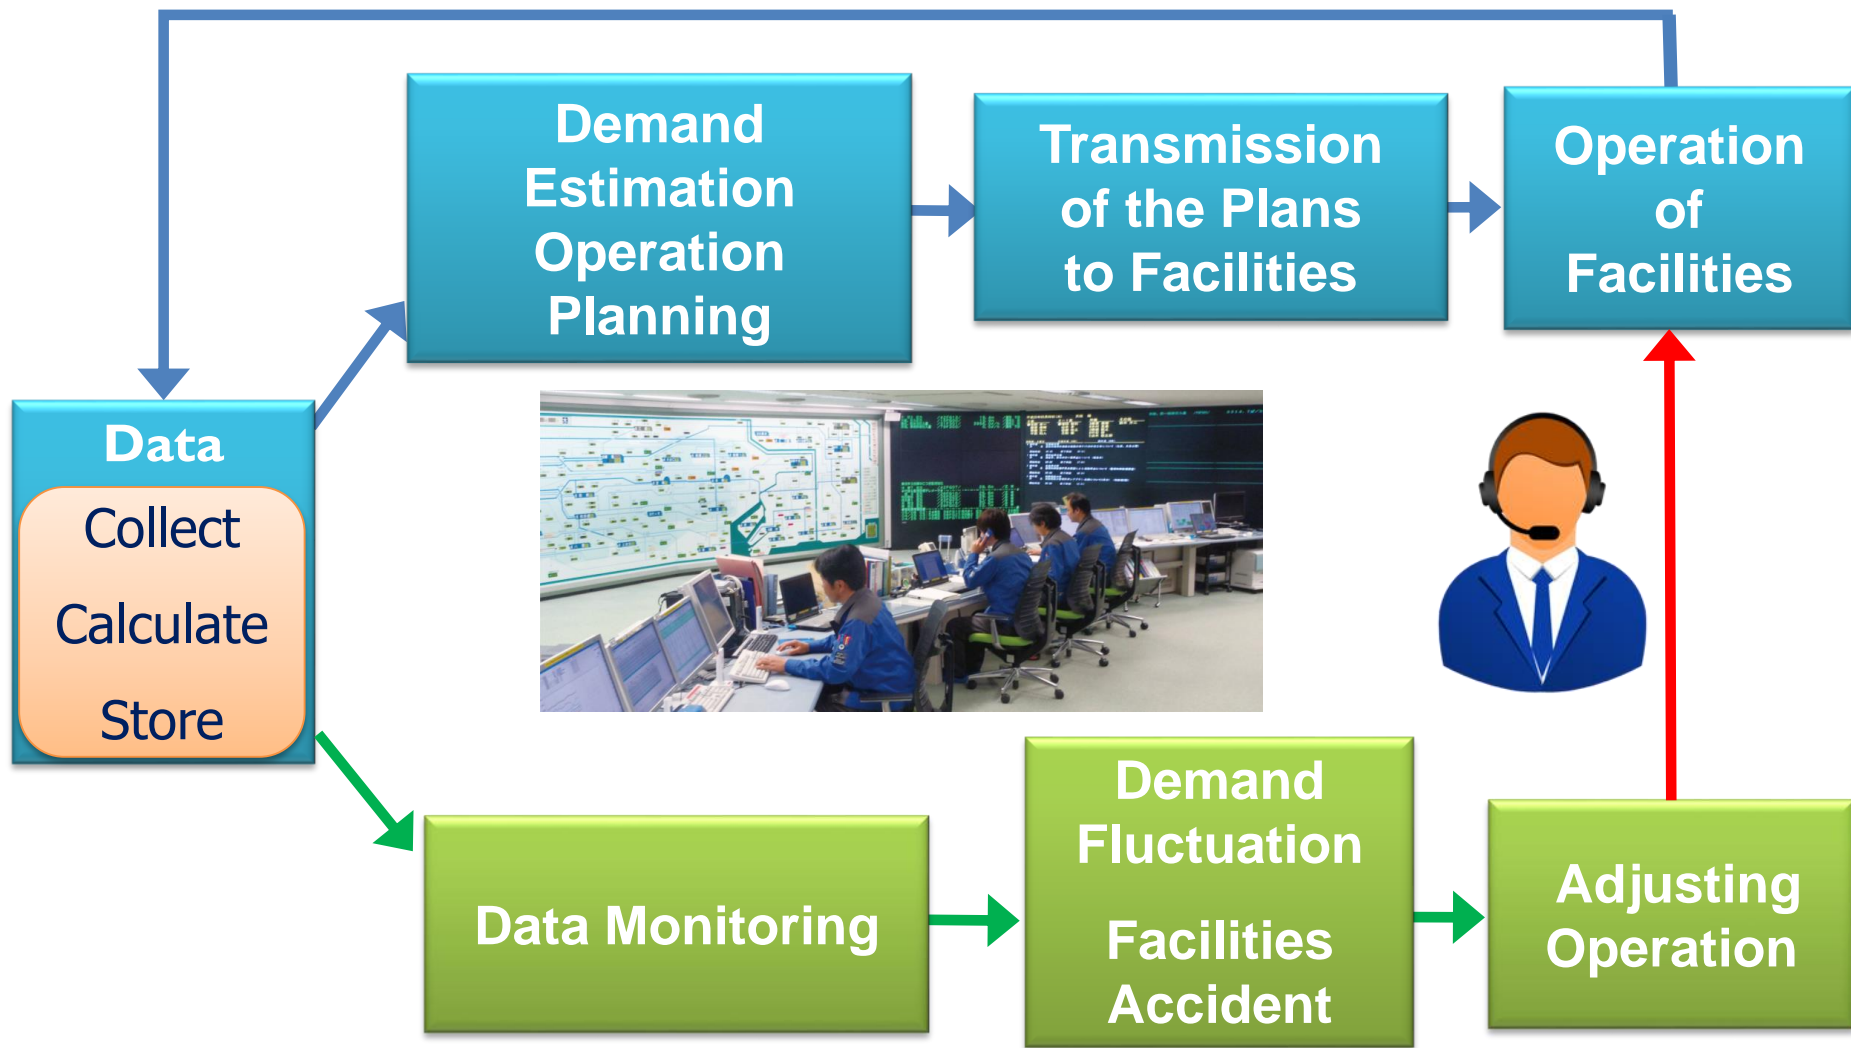 Demand
Estimation
Operation
Planning
Transmission
of the Plans
to Facilities
Operation
of
Facilities
Data
Collect
Calculate
Store
Data Monitoring
Demand
Fluctuation
Facilities
Accident
Adjusting
Operation